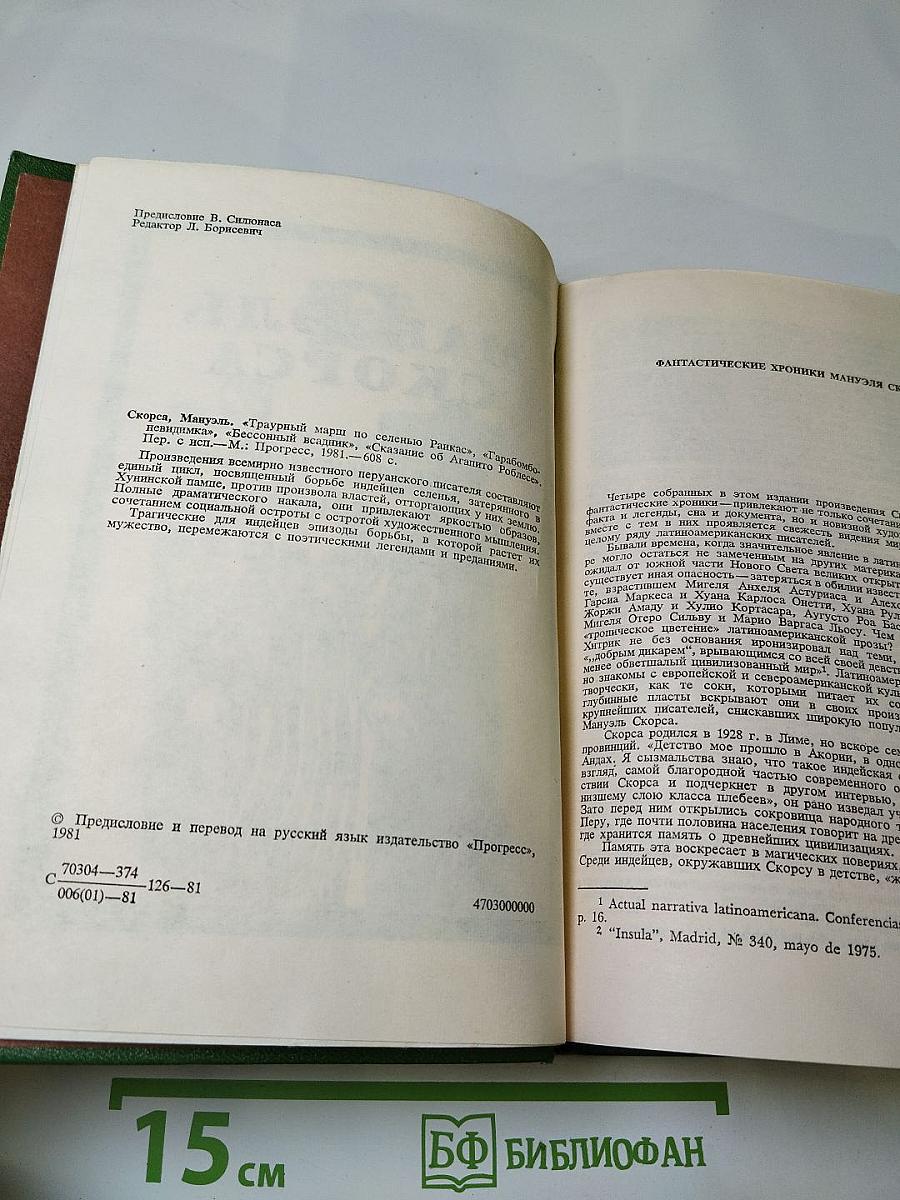 Предисловие В. Силюнаса
Редактор Л. Борисевич
Скорса, Мануэль. «Траурный марш по селенью Ранкас», «Гарабомбо-
невидимка», «Бессонный всадник», «Сказание об Агапито Роблесе».
Пер. с исп.—М.: Прогресс, 1981.—608 с.
Произведения всемирно известного перуанского писателя составляют
единый цикл, посвященный борьбе индейцев селенья, затерянного в
Хунинской пампе, против произвола властей, отторгающих у них землю.
Полные драматического накала, они привлекают яркостью образов,
сочетанием социальной остроты с остротой художественного мышления.
Трагические для индейцев эпизоды борьбы, в которой растет их
мужество, перемежаются с поэтическими легендами и преданиями.
© Предисловие и перевод на русский язык издательство «Прогресс»,
1981
С 70304—374
006(01)—81
126—81
4703000000
ФАНТАСТИЧЕСКИЕ ХРОНИКИ МАНУЭЛЯ СК
Четыре собранных в этом издании произведения С
фантастические хроники—привлекают не только сочетани
факта и легенды, сна и документа, но и новизной худо
вместе с тем в них проявляется свежесть видения ми
целому ряду латиноамериканских писателей.
Бывали времена, когда значительное явление в латин
ре могло остаться не замеченным на других материка
ожидал от южной части Нового Света великих открыт
существует иная опасность—затеряться в обилии извест
те, взрастившем Мигеля Анхеля Астуриаса и Алехо
Гарсиа Маркеса и Хуана Карлоса Онетти, Хуана Рул
Жоржи Амаду и Хулио Кортасара, Аугусто Роа Бас
Мигеля Отеро Сильву и Марио Варгаса Льосу. Чем
«тропическое цветение» латиноамериканской прозы?
Хитрик не без основания иронизировал над теми,
«„добрым дикарем“, врывающимся со всей своей девст
менее обветшалый цивилизованный мир»¹. Латиноамер
но знакомы с европейской и североамериканской куль
творчески, как те соки, которыми питает их со
глубинные пласты вскрывают они в своих произ
крупнейших писателей, снискавших широкую попул
Мануэль Скорса.
Скорса родился в 1928 г. в Лиме, но вскоре се
провинций. «Детство мое прошло в Акории, в одно
Андах. Я сызмальства знаю, что такое индейская о
взгляд, самой благородной частью современного о
ствии Скорса и подчеркнет в другом интервью,
низшему слою класса плебеев», он рано изведал уч
Зато перед ним открылись сокровища народного т
Перу, где почти половина населения говорит на дре
где хранится память о древнейших цивилизациях.
Память эта воскресает в магических повериях,
Среди индейцев, окружавших Скорсу в детстве, «ж
¹ Actual narrativa latinoamericana. Conferencia
p. 16.
² "Insula", Madrid, № 340, mayo de 1975.
15 см
БФ БИБЛИОФАН